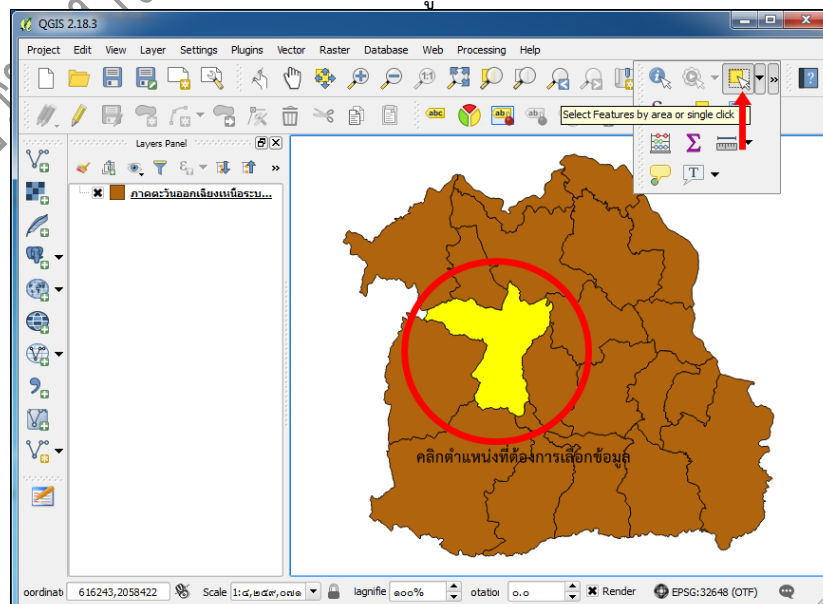 QGIS 2.18.3
Project Edit View Layer Settings Plugins Vector Raster Database Web Processing Help
Select Features by area or single click
Layers Panel
ภาคตะวันออกเฉียงเหนือระบ...
คลิกตำแหน่งที่ต้องการเลือกข้อมูล
oordinat 616243,2058422 Scale 1:๔,๒๕๙,๐๗๑ lagnifie ๑๐๐% otatior ๐.๐ Render EPSG:32648 (OTF)